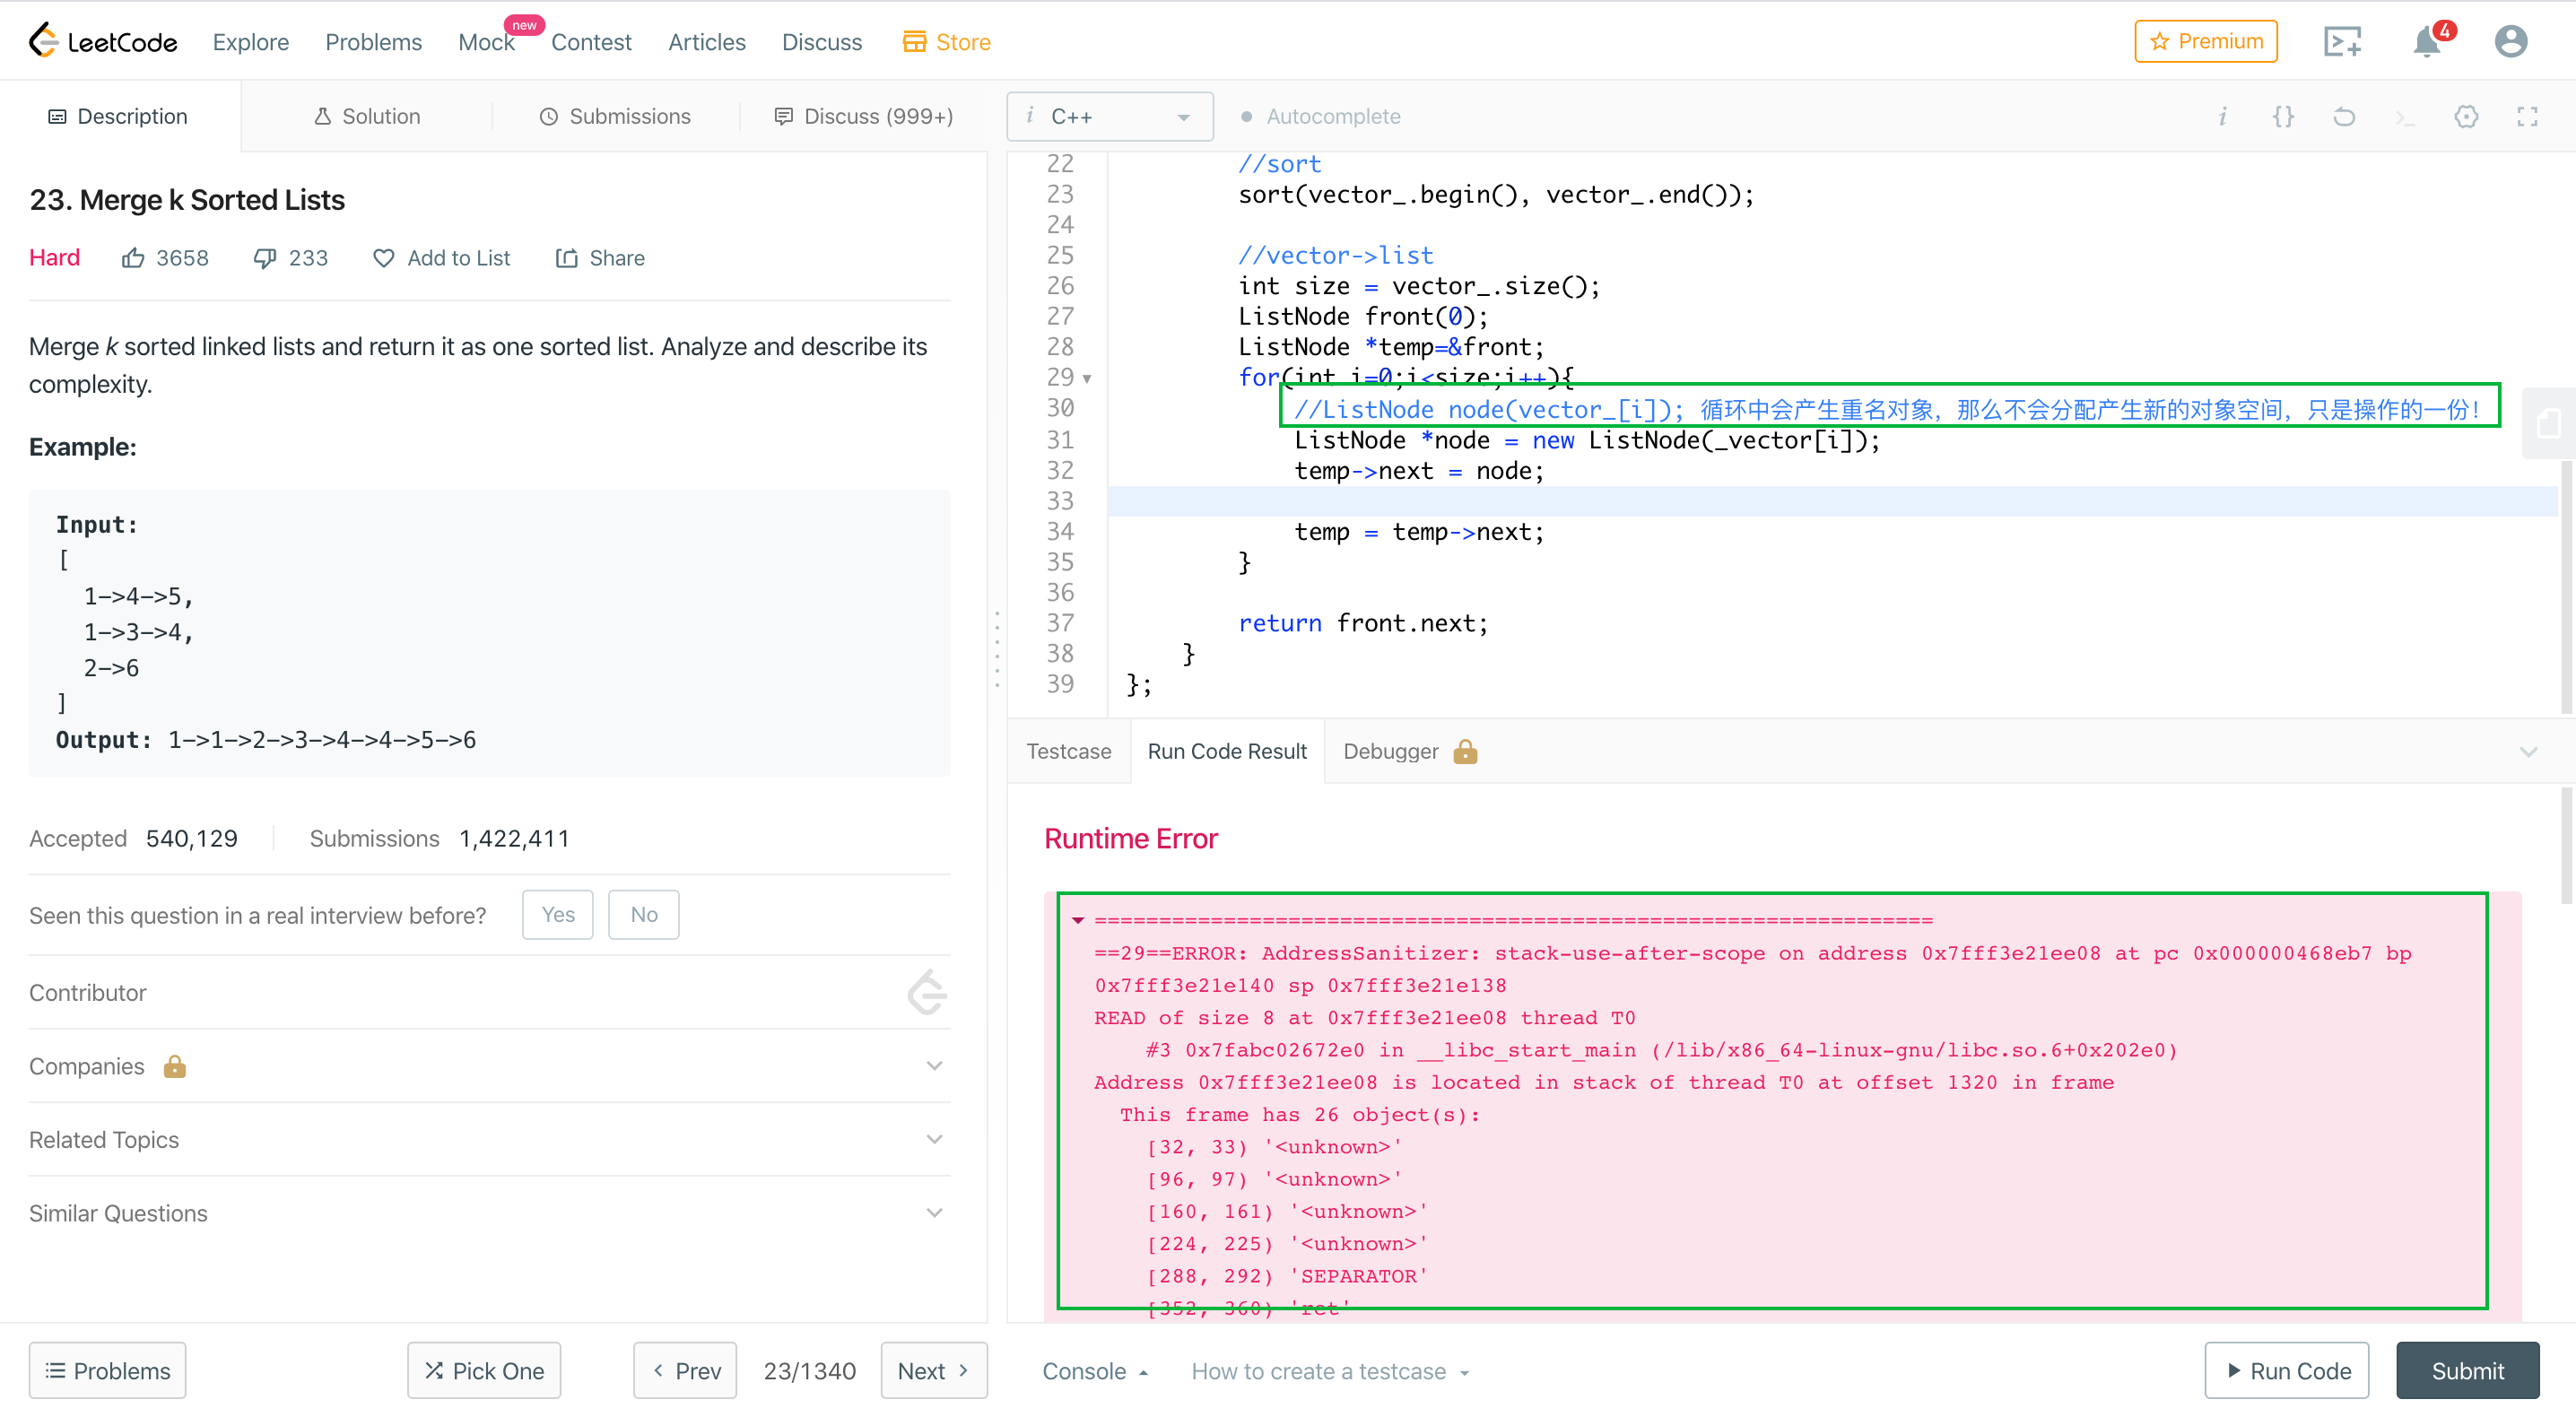 LeetCode
Explore
Problems
Mock
new
Contest
Articles
Discuss
Store
Premium
4
Description
Solution
Submissions
Discuss (999+)
i C++
Autocomplete
23. Merge k Sorted Lists
Hard
3658
233
Add to List
Share
Merge k sorted linked lists and return it as one sorted list. Analyze and describe its
complexity.
Example:
Input:
[
1->4->5,
1->3->4,
2->6
]
Output: 1->1->2->3->4->4->5->6
Accepted 540,129
Submissions 1,422,411
Seen this question in a real interview before?
Yes
No
Contributor
Companies
Related Topics
Similar Questions
Problems
Pick One
Prev
23/1340
Next
22 //sort
23 sort(vector_.begin(), vector_.end());
24
25 //vector->list
26 int size = vector_.size();
27 ListNode front(0);
28 ListNode *temp=&front;
29 for(int i=0;i<size;i++){
30 //ListNode node(vector_[i]); 循环中会产生重名对象，那么不会分配产生新的对象空间，只是操作的一份！
31 ListNode *node = new ListNode(_vector[i]);
32 temp->next = node;
33
34 temp = temp->next;
35 }
36
37 return front.next;
38 }
39 };
Testcase
Run Code Result
Debugger
Runtime Error
=================================================================
==29==ERROR: AddressSanitizer: stack-use-after-scope on address 0x7fff3e21ee08 at pc 0x000000468eb7 bp
0x7fff3e21e140 sp 0x7fff3e21e138
READ of size 8 at 0x7fff3e21ee08 thread T0
#3 0x7fabc02672e0 in __libc_start_main (/lib/x86_64-linux-gnu/libc.so.6+0x202e0)
Address 0x7fff3e21ee08 is located in stack of thread T0 at offset 1320 in frame
This frame has 26 object(s):
[32, 33) '<unknown>'
[96, 97) '<unknown>'
[160, 161) '<unknown>'
[224, 225) '<unknown>'
[288, 292) 'SEPARATOR'
[352, 360) 'ret'
Console
How to create a testcase
Run Code
Submit